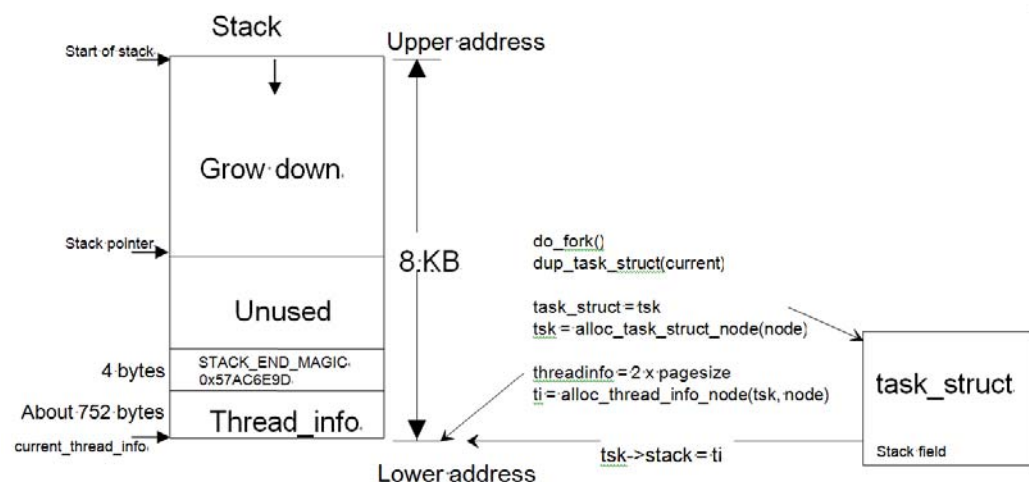 Stack
Upper address
Start of stack
Grow down
Stack pointer
8 KB
Unused
4 bytes
STACK_END_MAGIC
0x57AC6E9D
About 752 bytes
Thread_info
current_thread_info
Lower address
do_fork()
dup_task_struct(current)
task_struct = tsk
tsk = alloc_task_struct_node(node)
threadinfo = 2 x pagesize
ti = alloc_thread_info_node(tsk, node)
tsk->stack = ti
task_struct
Stack field